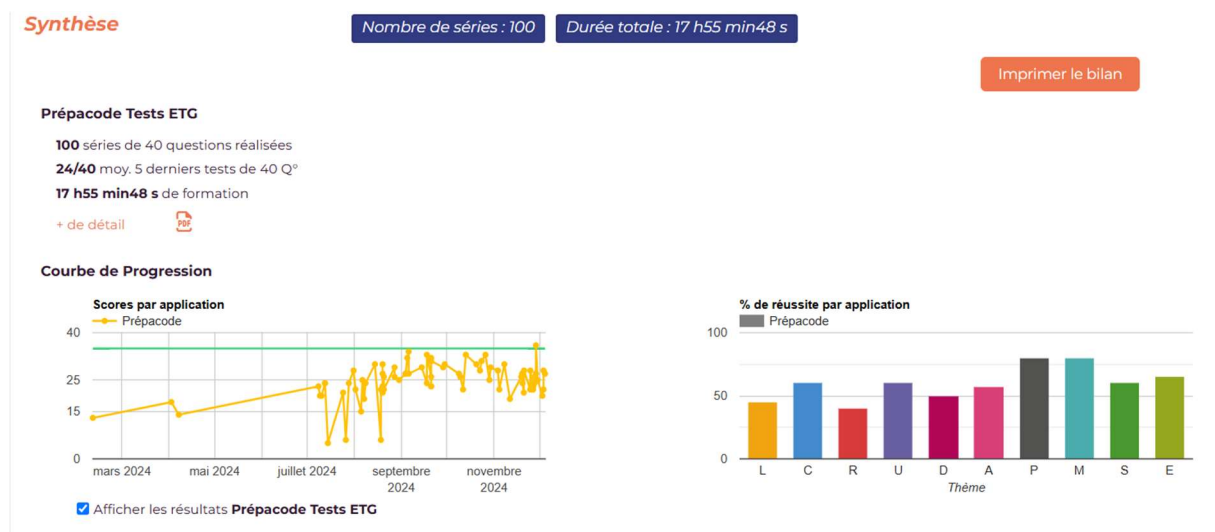 Synthèse
Nombre de séries : 100
Durée totale : 17 h55 min48 s
Imprimer le bilan
Prépacode Tests ETG
100 séries de 40 questions réalisées
24/40 moy. 5 derniers tests de 40 Q°
17 h55 min48 s de formation
+ de détail
PDF
Courbe de Progression
Scores par application
Prépacode
40
25
15
0
mars 2024
mai 2024
juillet 2024
septembre
2024
novembre
2024
Afficher les résultats Prépacode Tests ETG
% de réussite par application
Prépacode
100
50
0
L C R U D A P M S E
Thème